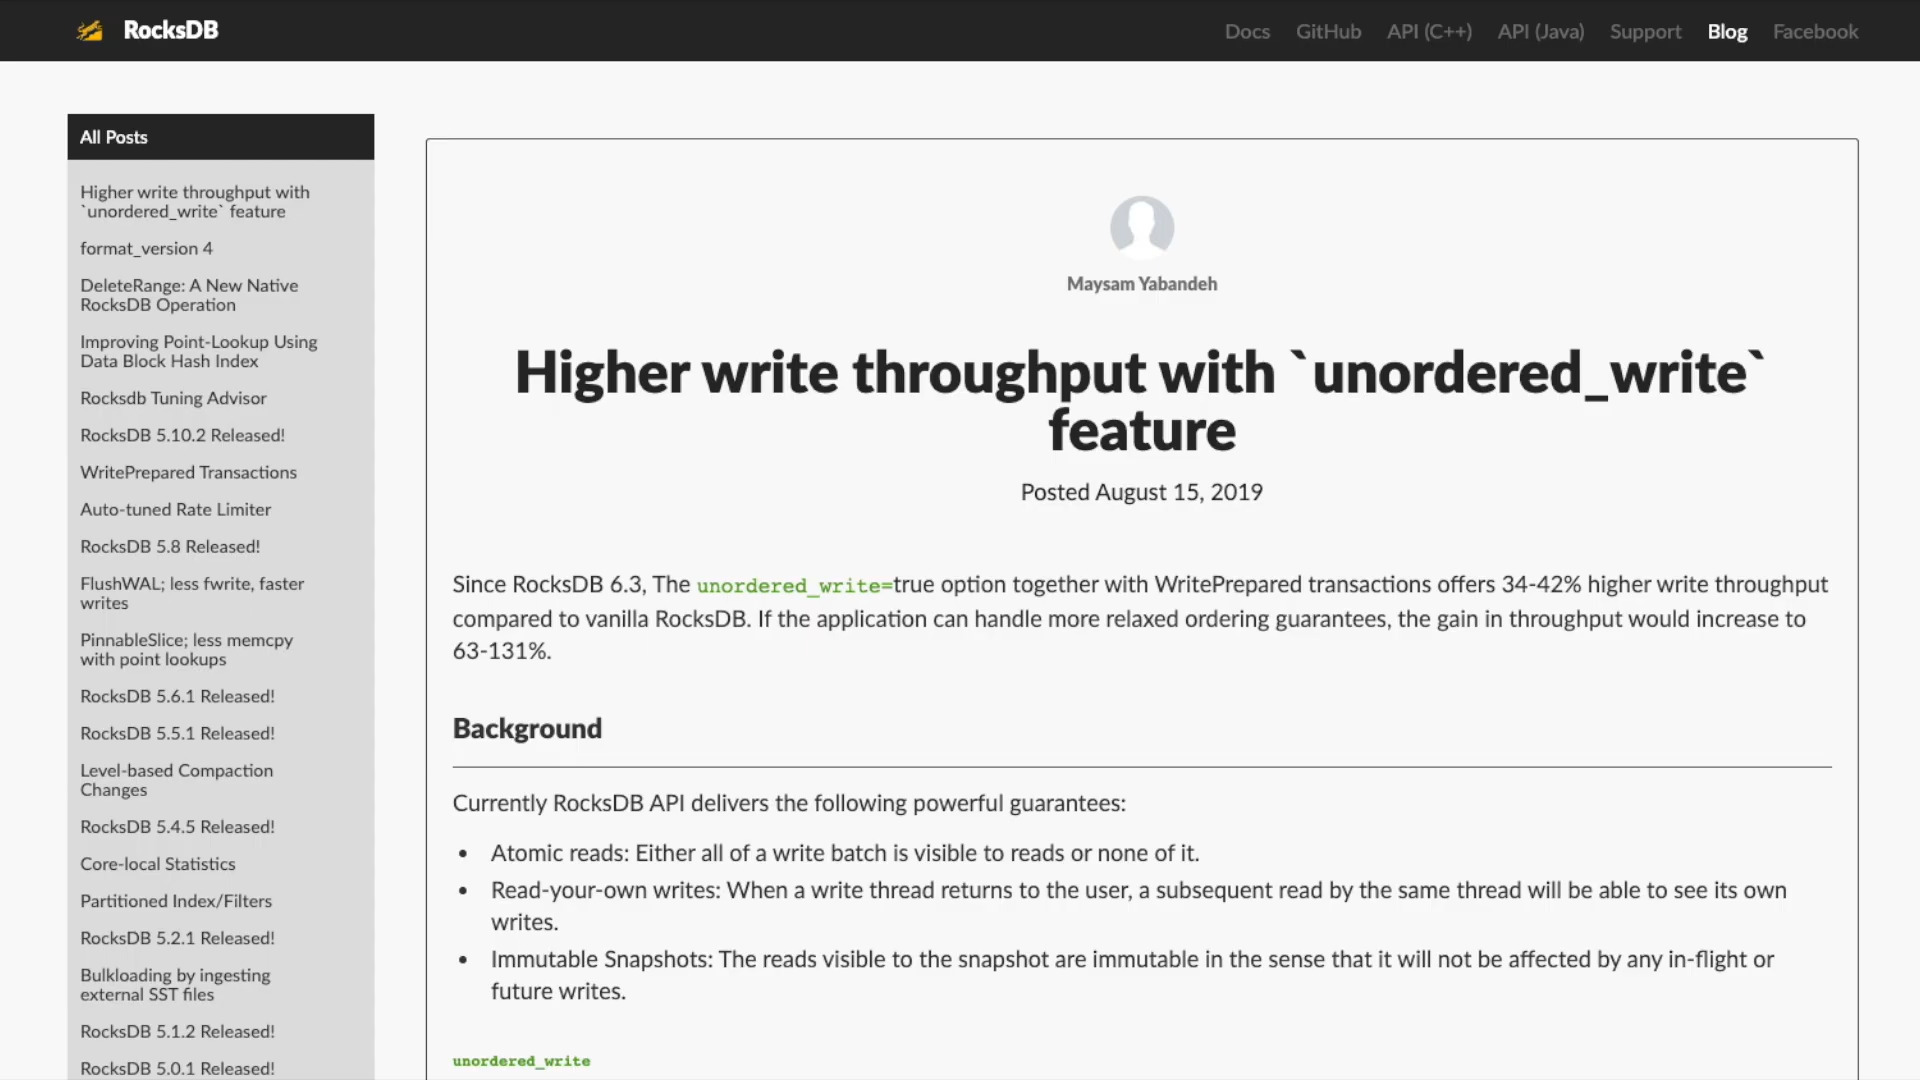 RocksDB
Docs GitHub API (C++) API (Java) Support Blog Facebook
All Posts
Higher write throughput with
`unordered_write` feature
format_version 4
DeleteRange: A New Native
RocksDB Operation
Improving Point-Lookup Using
Data Block Hash Index
Rocksdb Tuning Advisor
RocksDB 5.10.2 Released!
WritePrepared Transactions
Auto-tuned Rate Limiter
RocksDB 5.8 Released!
FlushWAL; less fwrite, faster
writes
PinnableSlice; less memcpy
with point lookups
RocksDB 5.6.1 Released!
RocksDB 5.5.1 Released!
Level-based Compaction
Changes
RocksDB 5.4.5 Released!
Core-local Statistics
Partitioned Index/Filters
RocksDB 5.2.1 Released!
Bulkloading by ingesting
external SST files
RocksDB 5.1.2 Released!
RocksDB 5.0.1 Released!
Maysam Yabandeh
Higher write throughput with `unordered_write`
feature
Posted August 15, 2019
Since RocksDB 6.3, The unordered_write=true option together with WritePrepared transactions offers 34-42% higher write throughput
compared to vanilla RocksDB. If the application can handle more relaxed ordering guarantees, the gain in throughput would increase to
63-131%.
Background
Currently RocksDB API delivers the following powerful guarantees:
• Atomic reads: Either all of a write batch is visible to reads or none of it.
• Read-your-own writes: When a write thread returns to the user, a subsequent read by the same thread will be able to see its own
writes.
• Immutable Snapshots: The reads visible to the snapshot are immutable in the sense that it will not be affected by any in-flight or
future writes.
unordered_write